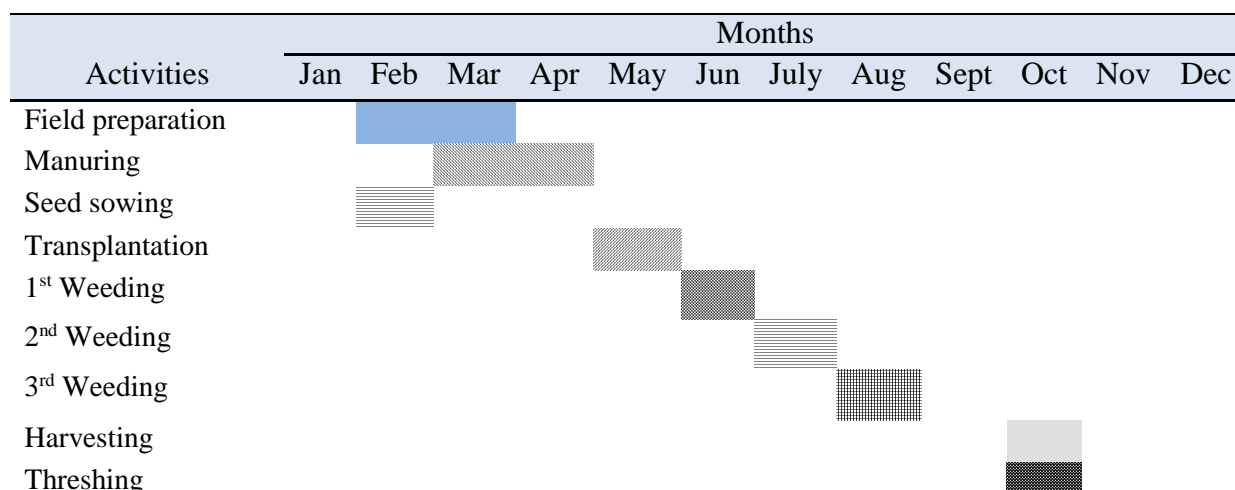 Months
Activities Jan Feb Mar Apr May Jun July Aug Sept Oct Nov Dec
Field preparation
Manuring
Seed sowing
Transplantation
1st Weeding
2nd Weeding
3rd Weeding
Harvesting
Threshing